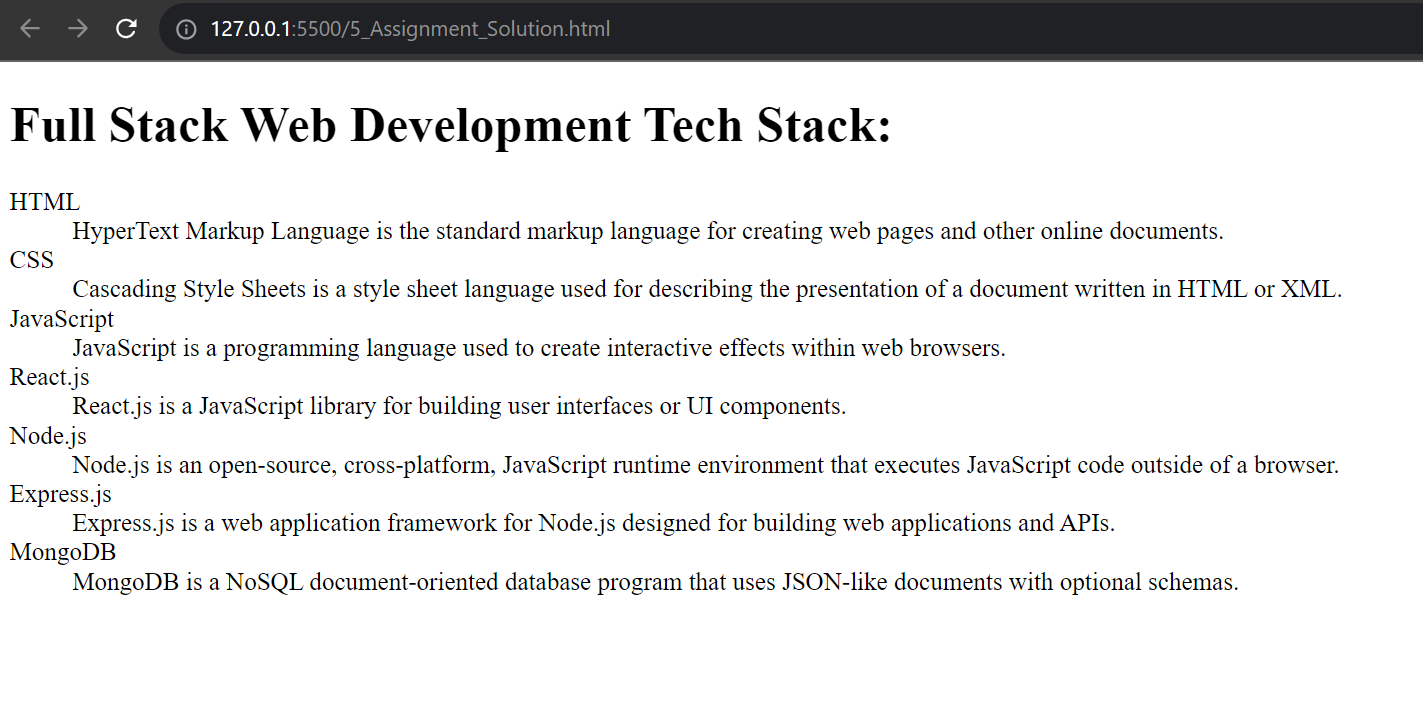 127.0.0.1:5500/5_Assignment_Solution.html
Full Stack Web Development Tech Stack:
HTML
HyperText Markup Language is the standard markup language for creating web pages and other online documents.
CSS
Cascading Style Sheets is a style sheet language used for describing the presentation of a document written in HTML or XML.
JavaScript
JavaScript is a programming language used to create interactive effects within web browsers.
React.js
React.js is a JavaScript library for building user interfaces or UI components.
Node.js
Node.js is an open-source, cross-platform, JavaScript runtime environment that executes JavaScript code outside of a browser.
Express.js
Express.js is a web application framework for Node.js designed for building web applications and APIs.
MongoDB
MongoDB is a NoSQL document-oriented database program that uses JSON-like documents with optional schemas.